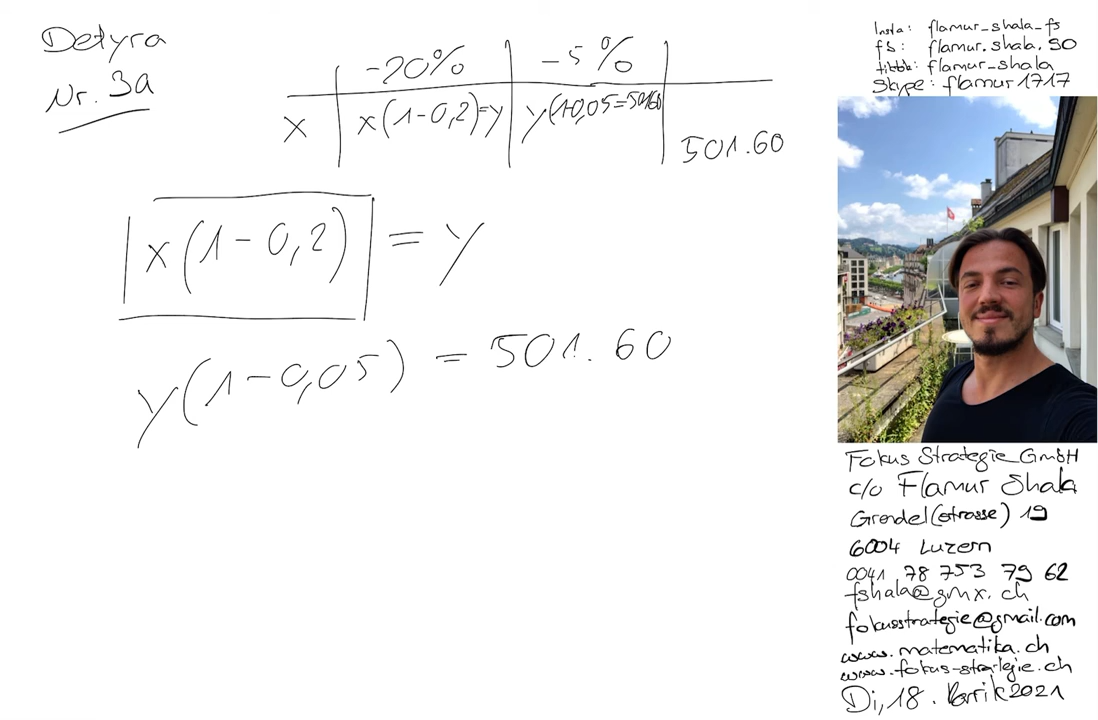 Detyra
Nr. 3a
-20% -5%
x x(1-0,2)=y y(1-0,05=501.60 501.60
x(1-0,2) = y
y(1-0,05) = 501.60
Insta: flamur_shala_fs
fs: flamur.shala.90
tiktok: flamur_shala
Skype: flamur1717
Fokus Strategie GmbH
c/o Flamur Shala
Grendel(strasse) 19
6004 Luzern
0041 78 753 79 62
fshala@gmx.ch
fokusstrategie@gmail.com
www.matematika.ch
www.fokus-strategie.ch
Di, 18. 2021